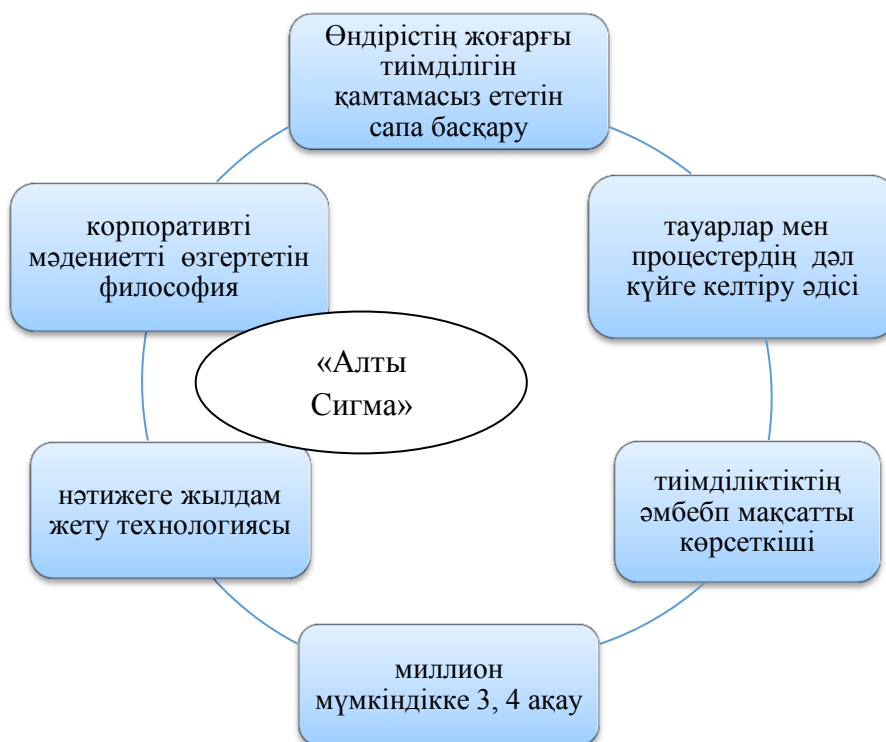 Өндірістің жоғарғы
тиімділігін
қамтамасыз ететін
сапа басқару
тауарлар мен
процестердің дәл
күйге келтіру әдісі
тиімділіктіктің
әмбебп мақсатты
көрсеткіші
миллион
мүмкіндікке 3, 4 ақау
нәтижеге жылдам
жету технологиясы
корпоративті
мәдениетті өзгертетін
философия
«Алты
Сигма»